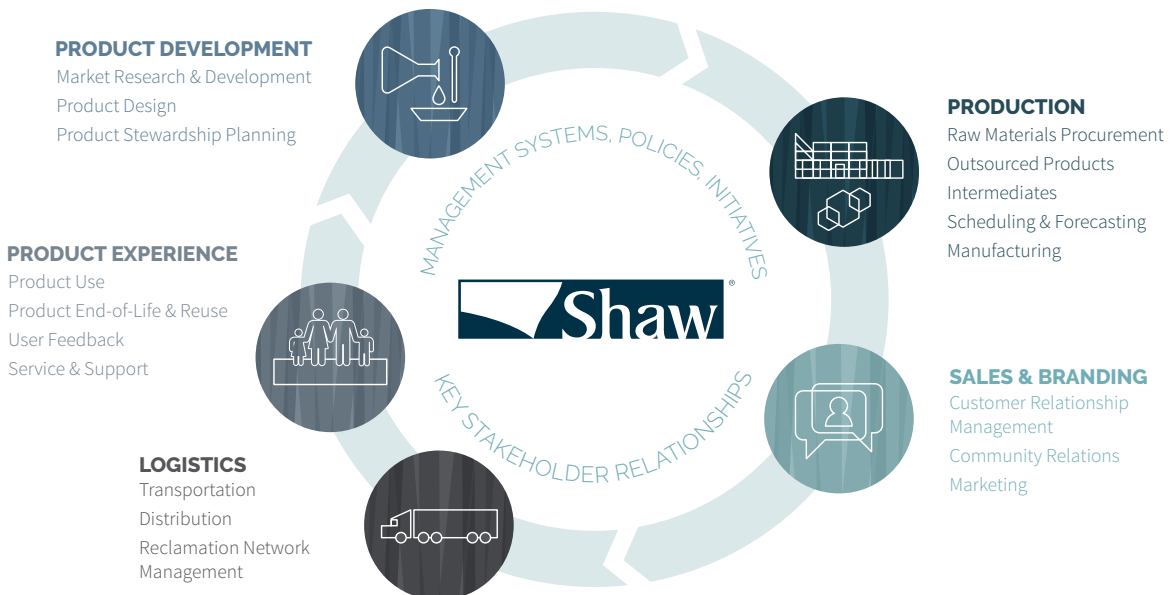 PRODUCT DEVELOPMENT
Market Research & Development
Product Design
Product Stewardship Planning
PRODUCTION
Raw Materials Procurement
Outsourced Products
Intermediates
Scheduling & Forecasting
Manufacturing
MANAGEMENT SYSTEMS, POLICIES, INITIATIVES
Shaw®
KEY STAKEHOLDER RELATIONSHIPS
PRODUCT EXPERIENCE
Product Use
Product End-of-Life & Reuse
User Feedback
Service & Support
SALES & BRANDING
Customer Relationship
Management
Community Relations
Marketing
LOGISTICS
Transportation
Distribution
Reclamation Network
Management